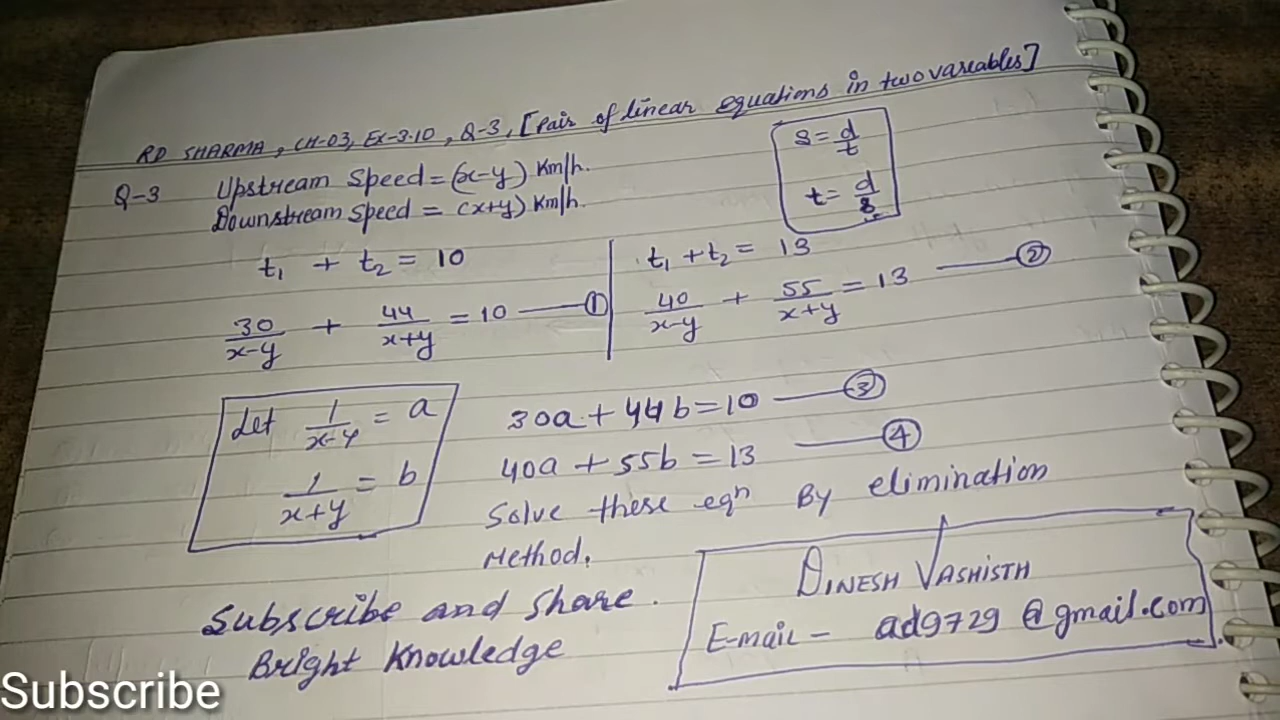 RD SHARMA, CH-03, EX-3.10, Q-3, [Pair of linear equations in two vareables]
Q-3 Upstream Speed = (x-y) Km/h.
Downstream Speed = (x+y) Km/h.
S = d/t
t = d/s
t₁ + t₂ = 10
30/(x-y) + 44/(x+y) = 10 —— ①
t₁ + t₂ = 13
40/(x-y) + 55/(x+y) = 13 —— ②
Let 1/(x-y) = a
1/(x+y) = b
30a + 44b = 10 —— ③
40a + 55b = 13 —— ④
Solve these eqⁿ By elimination
Method.
Subscribe and Share.
Bright Knowledge
DINESH VASHISTH
E-mail - ad9729@gmail.com
Subscribe